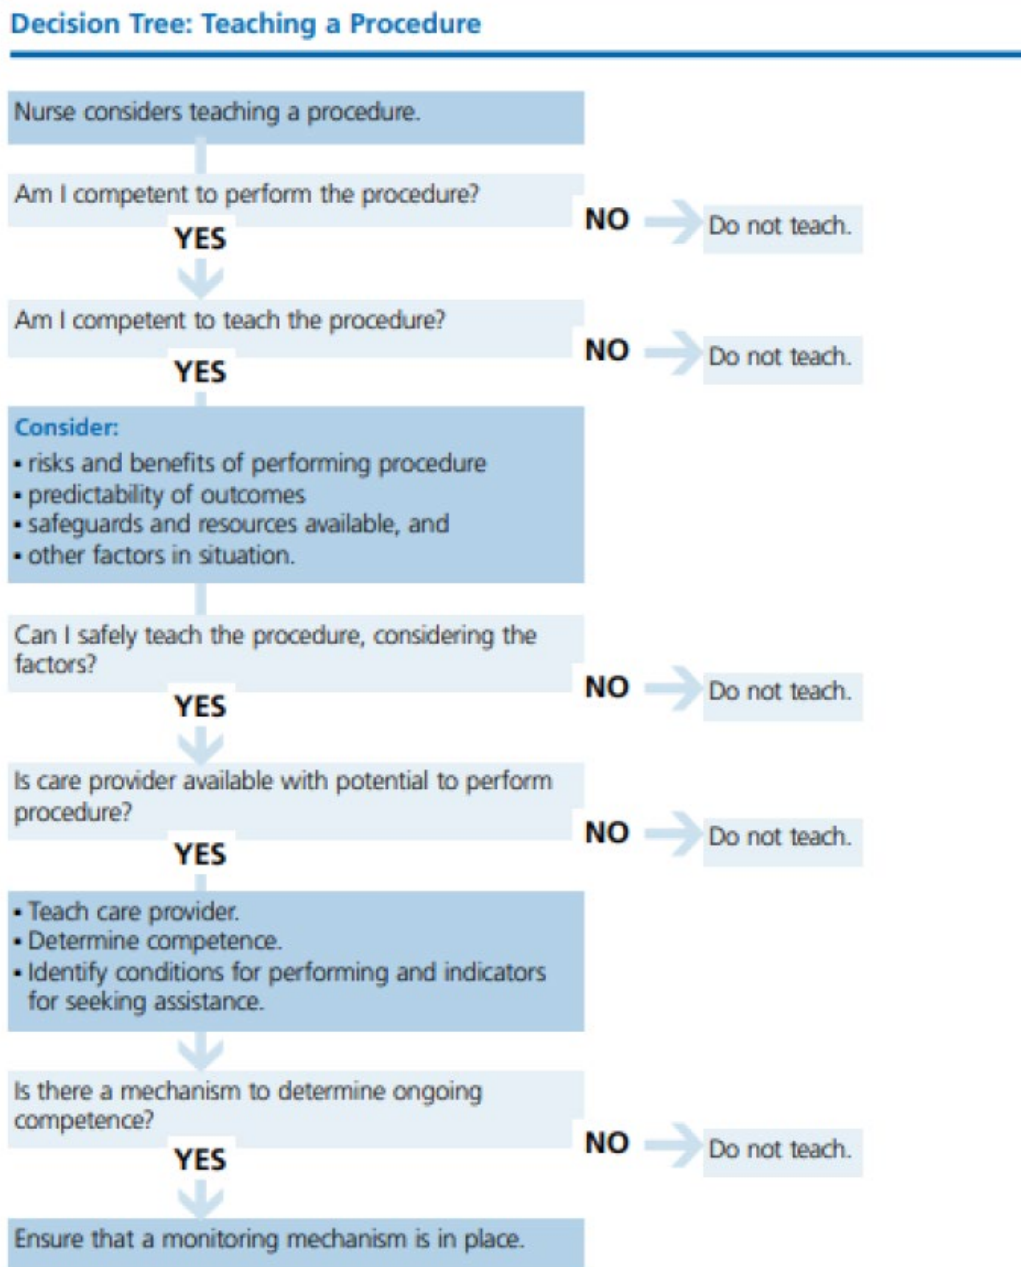 Decision Tree: Teaching a Procedure
Nurse considers teaching a procedure.
Am I competent to perform the procedure?
NO
Do not teach.
YES
Am I competent to teach the procedure?
NO
Do not teach.
YES
Consider:
▪ risks and benefits of performing procedure
▪ predictability of outcomes
▪ safeguards and resources available, and
▪ other factors in situation.
Can I safely teach the procedure, considering the
factors?
NO
Do not teach.
YES
Is care provider available with potential to perform
procedure?
NO
Do not teach.
YES
▪ Teach care provider.
▪ Determine competence.
▪ Identify conditions for performing and indicators
for seeking assistance.
Is there a mechanism to determine ongoing
competence?
NO
Do not teach.
YES
Ensure that a monitoring mechanism is in place.